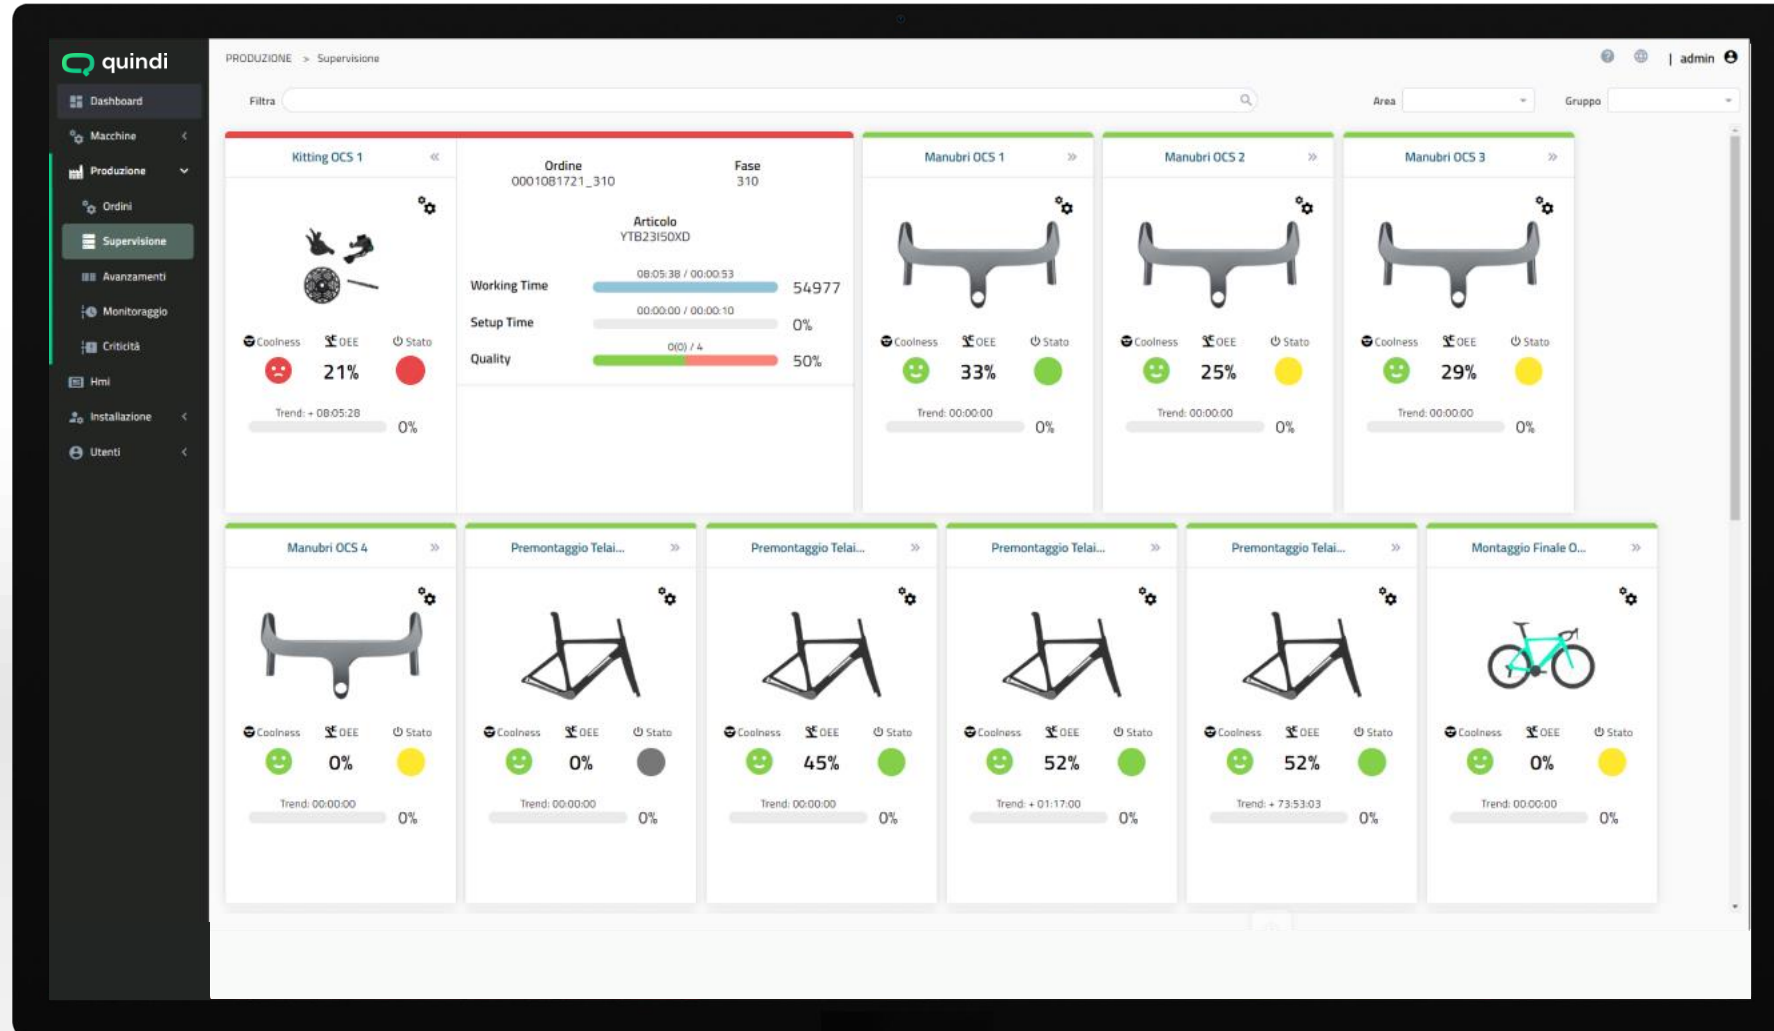 quindi
PRODUZIONE > Supervisione
| admin
Dashboard
Macchine
Produzione
Ordini
Supervisione
Avanzamenti
Monitoraggio
Criticità
Hmi
Installazione
Utenti
Filtra
Area
Gruppo
Kitting OCS 1
Coolness OEE Stato
21%
Trend: + 08:05:28
0%
Ordine
0001081721_310
Fase
310
Articolo
YTB23I50XD
08:05:38 / 00:00:53
Working Time 54977
00:00:00 / 00:00:10
Setup Time 0%
0(0) / 4
Quality 50%
Manubri OCS 1
Coolness OEE Stato
33%
Trend: 00:00:00
0%
Manubri OCS 2
Coolness OEE Stato
25%
Trend: 00:00:00
0%
Manubri OCS 3
Coolness OEE Stato
29%
Trend: 00:00:00
0%
Manubri OCS 4
Coolness OEE Stato
0%
Trend: 00:00:00
0%
Premontaggio Telai...
Coolness OEE Stato
0%
Trend: 00:00:00
0%
Premontaggio Telai...
Coolness OEE Stato
45%
Trend: 00:00:00
0%
Premontaggio Telai...
Coolness OEE Stato
52%
Trend: + 01:17:00
0%
Premontaggio Telai...
Coolness OEE Stato
52%
Trend: + 73:53:03
0%
Montaggio Finale O...
Coolness OEE Stato
0%
Trend: 00:00:00
0%